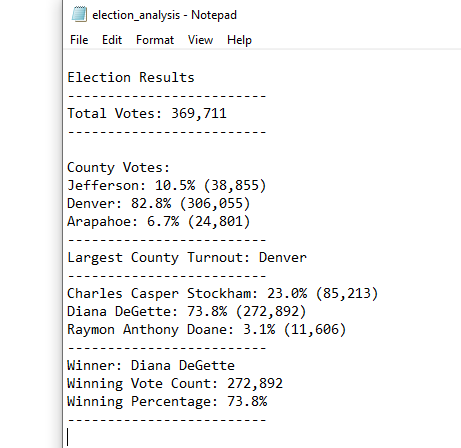 election_analysis - Notepad
File Edit Format View Help
Election Results
-------------------------
Total Votes: 369,711
-------------------------
County Votes:
Jefferson: 10.5% (38,855)
Denver: 82.8% (306,055)
Arapahoe: 6.7% (24,801)
-------------------------
Largest County Turnout: Denver
-------------------------
Charles Casper Stockham: 23.0% (85,213)
Diana DeGette: 73.8% (272,892)
Raymon Anthony Doane: 3.1% (11,606)
-------------------------
Winner: Diana DeGette
Winning Vote Count: 272,892
Winning Percentage: 73.8%
-------------------------